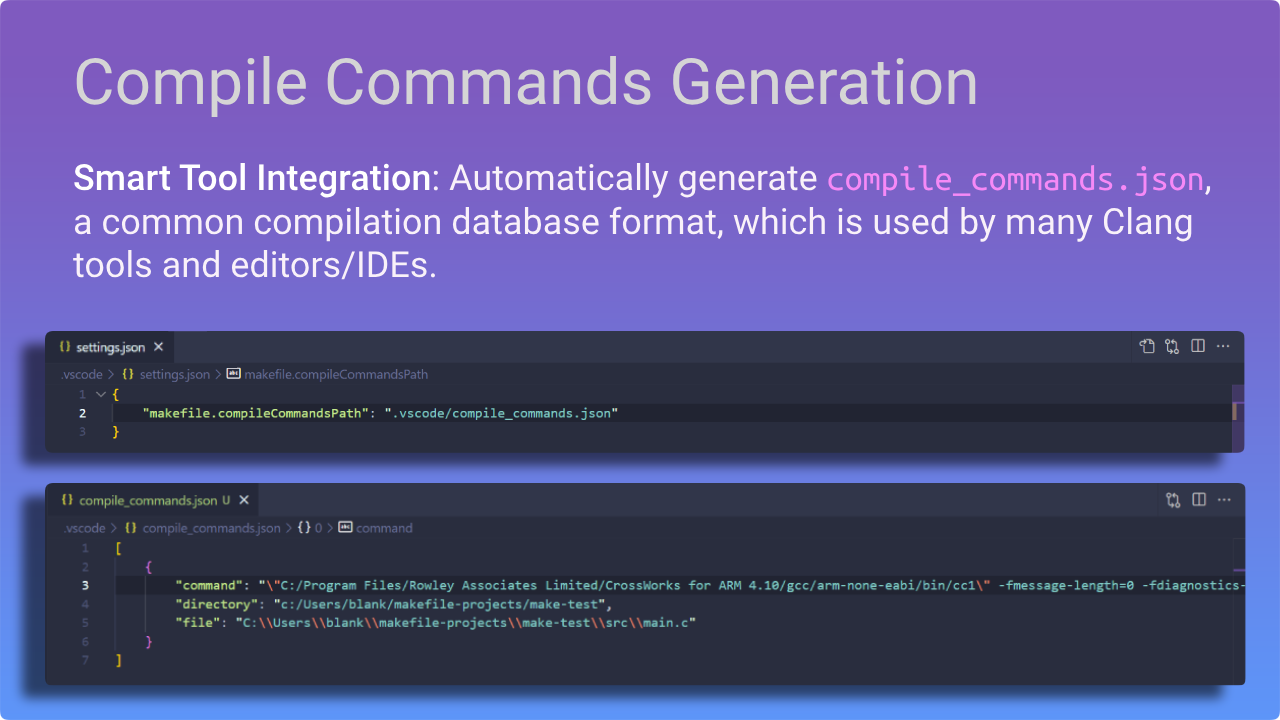 Compile Commands Generation
Smart Tool Integration: Automatically generate compile_commands.json,
a common compilation database format, which is used by many Clang
tools and editors/IDEs.
{} settings.json ×
.vscode > {} settings.json > abc makefile.compileCommandsPath
1 {
2 "makefile.compileCommandsPath": ".vscode/compile_commands.json"
3 }
{} compile_commands.json U ×
.vscode > {} compile_commands.json > {} 0 > abc command
1 [
2 {
3 "command": "\"C:/Program Files/Rowley Associates Limited/CrossWorks for ARM 4.10/gcc/arm-none-eabi/bin/cc1\" -fmessage-length=0 -fdiagnostics-
4 "directory": "c:/Users/blank/makefile-projects/make-test",
5 "file": "C:\\Users\\blank\\makefile-projects\\make-test\\src\\main.c"
6 }
7 ]